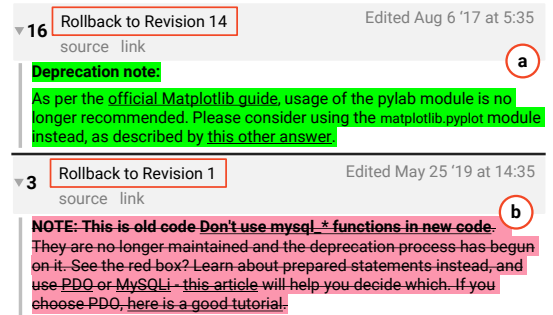 16 Rollback to Revision 14 Edited Aug 6 '17 at 5:35
source link
a
Deprecation note:
As per the official Matplotlib guide, usage of the pylab module is no
longer recommended. Please consider using the matplotlib.pyplot module
instead, as described by this other answer.
3 Rollback to Revision 1 Edited May 25 '19 at 14:35
source link
b
NOTE: This is old code Don't use mysql_* functions in new code.
They are no longer maintained and the deprecation process has begun
on it. See the red box? Learn about prepared statements instead, and
use PDO or MySQLi - this article will help you decide which. If you
choose PDO, here is a good tutorial.